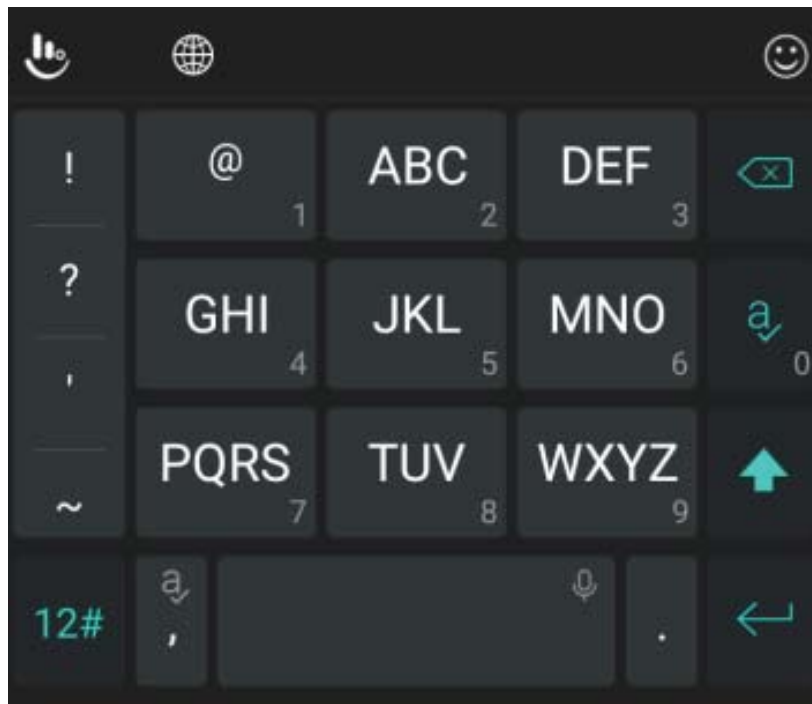 ! @ 1 ABC 2 DEF 3
? GHI 4 JKL 5 MNO 6 a 0
'
PQRS 7 TUV 8 WXYZ 9
~
12# a , .